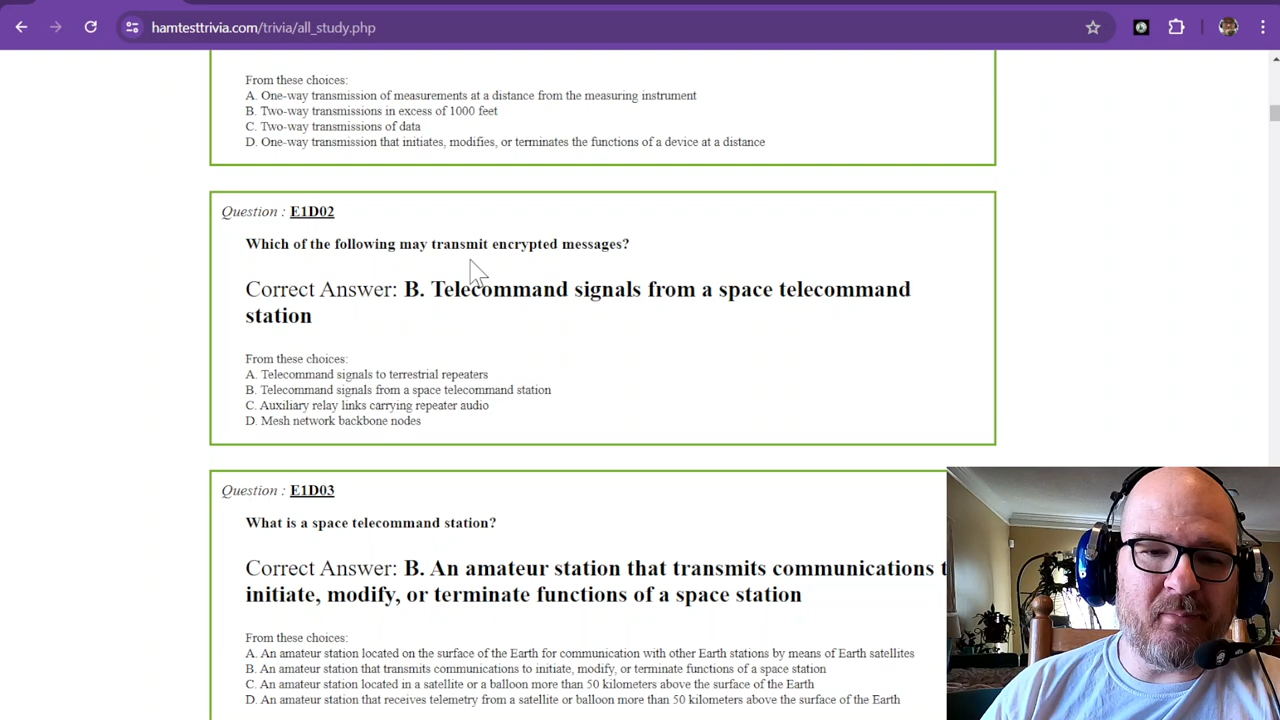 hamtesttrivia.com/trivia/all_study.php
From these choices:
A. One-way transmission of measurements at a distance from the measuring instrument
B. Two-way transmissions in excess of 1000 feet
C. Two-way transmissions of data
D. One-way transmission that initiates, modifies, or terminates the functions of a device at a distance
Question : E1D02
Which of the following may transmit encrypted messages?
Correct Answer: B. Telecommand signals from a space telecommand
station
From these choices:
A. Telecommand signals to terrestrial repeaters
B. Telecommand signals from a space telecommand station
C. Auxiliary relay links carrying repeater audio
D. Mesh network backbone nodes
Question : E1D03
What is a space telecommand station?
Correct Answer: B. An amateur station that transmits communications t
initiate, modify, or terminate functions of a space station
From these choices:
A. An amateur station located on the surface of the Earth for communication with other Earth stations by means of Earth satellites
B. An amateur station that transmits communications to initiate, modify, or terminate functions of a space station
C. An amateur station located in a satellite or a balloon more than 50 kilometers above the surface of the Earth
D. An amateur station that receives telemetry from a satellite or balloon more than 50 kilometers above the surface of the Earth